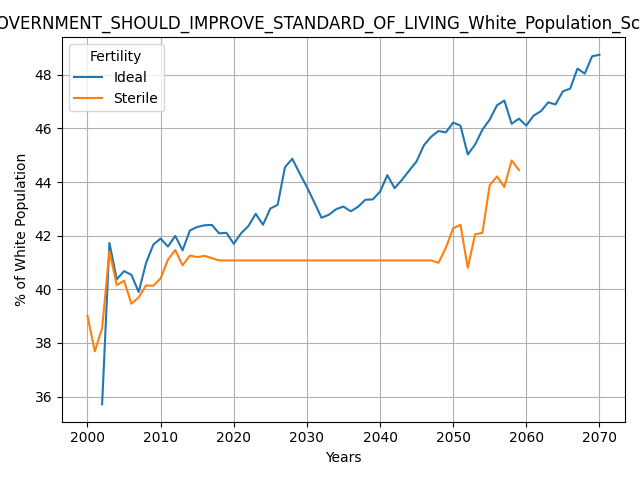 OVERNMENT_SHOULD_IMPROVE_STANDARD_OF_LIVING_White_Population_Sc
Fertility
Ideal
Sterile
% of White Population
48
46
44
42
40
38
36
2000 2010 2020 2030 2040 2050 2060 2070
Years